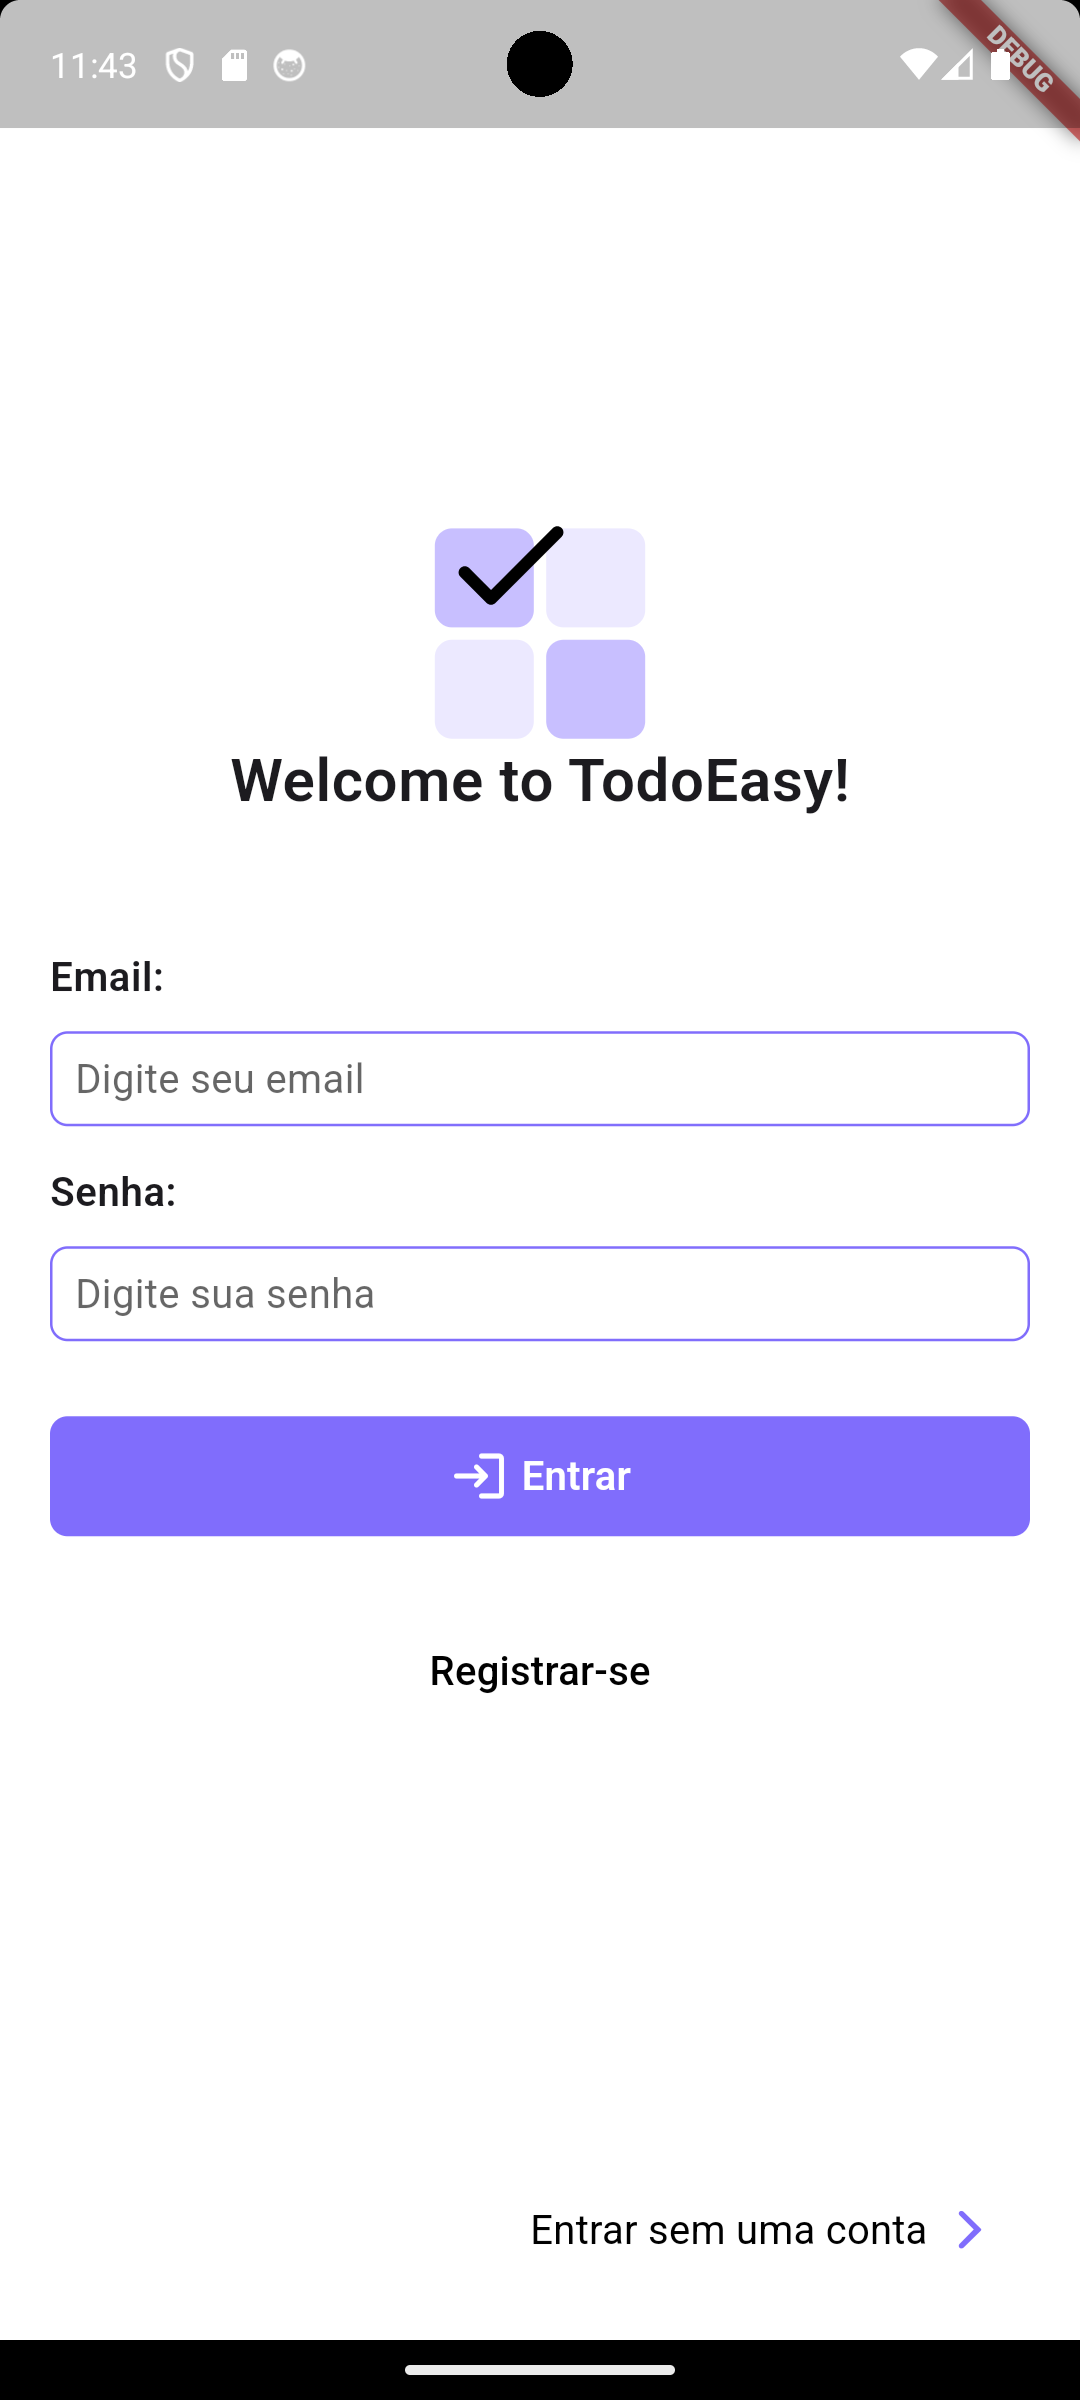 11:43
DEBUG
Welcome to TodoEasy!
Email:
Digite seu email
Senha:
Digite sua senha
Entrar
Registrar-se
Entrar sem uma conta